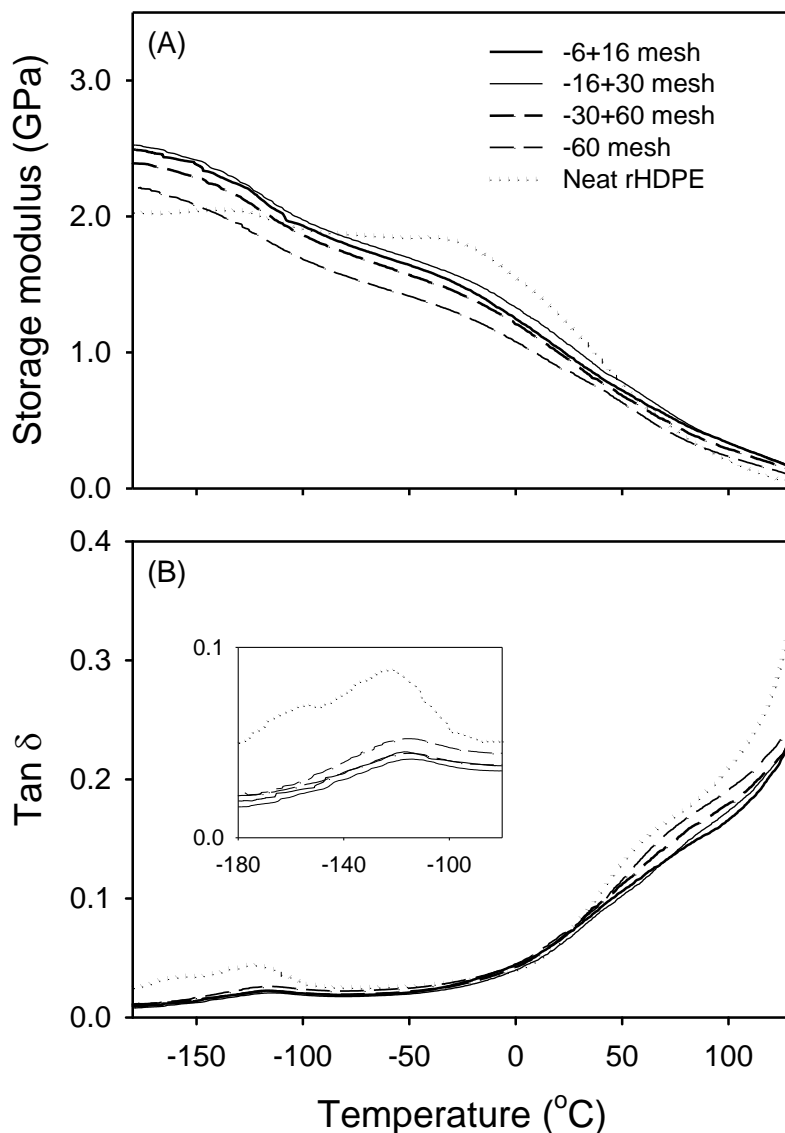 (A)
-6+16 mesh
-16+30 mesh
-30+60 mesh
-60 mesh
Neat rHDPE
Storage modulus (GPa)
3.0
2.0
1.0
0.0
(B)
Tan δ
0.4
0.3
0.2
0.1
0.0
0.1
0.0
-180 -140 -100
-150 -100 -50 0 50 100
Temperature (°C)